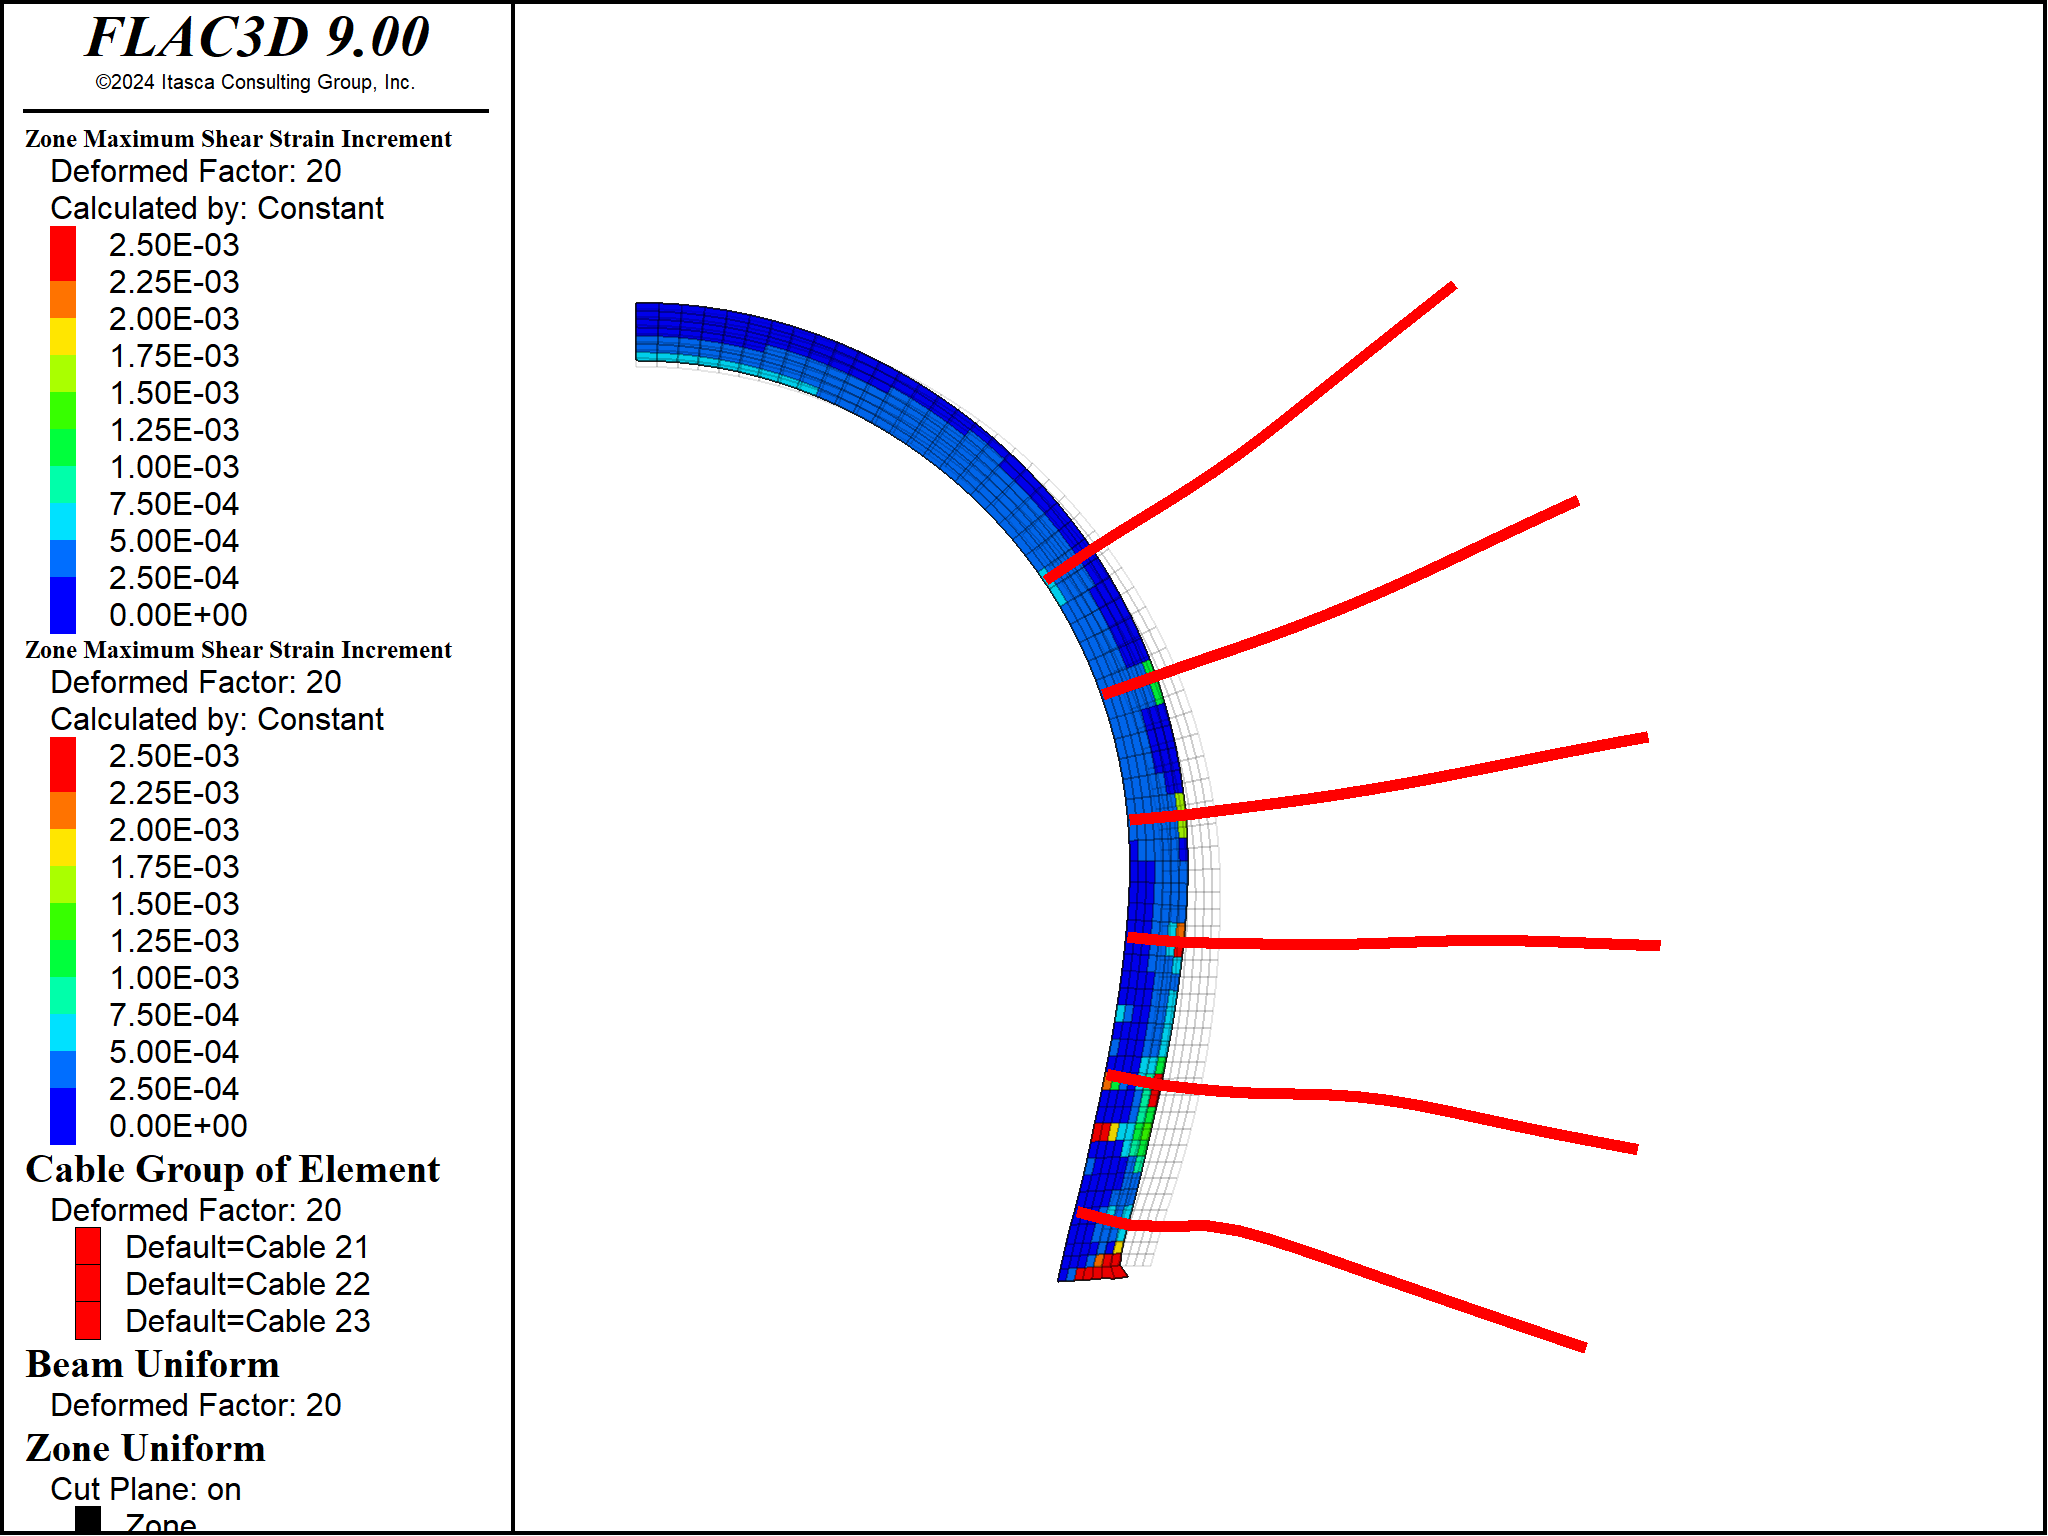 FLAC3D 9.00
©2024 Itasca Consulting Group, Inc.
Zone Maximum Shear Strain Increment
Deformed Factor: 20
Calculated by: Constant
2.50E-03
2.25E-03
2.00E-03
1.75E-03
1.50E-03
1.25E-03
1.00E-03
7.50E-04
5.00E-04
2.50E-04
0.00E+00
Zone Maximum Shear Strain Increment
Deformed Factor: 20
Calculated by: Constant
2.50E-03
2.25E-03
2.00E-03
1.75E-03
1.50E-03
1.25E-03
1.00E-03
7.50E-04
5.00E-04
2.50E-04
0.00E+00
Cable Group of Element
Deformed Factor: 20
Default=Cable 21
Default=Cable 22
Default=Cable 23
Beam Uniform
Deformed Factor: 20
Zone Uniform
Cut Plane: on
Zone